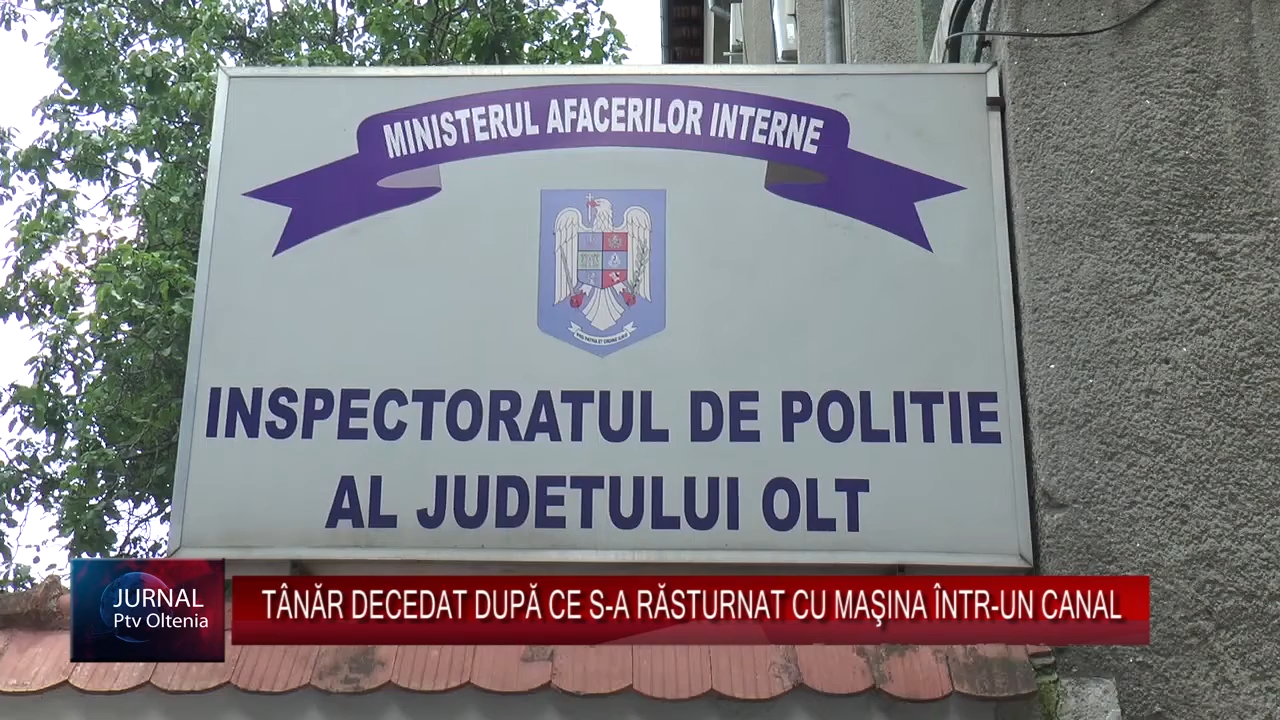 MINISTERUL AFACERILOR INTERNE
INSPECTORATUL DE POLITIE
AL JUDETULUI OLT
JURNAL
Ptv Oltenia
TÂNĂR DECEDAT DUPĂ CE S-A RĂSTURNAT CU MAŞINA ÎNTR-UN CANAL